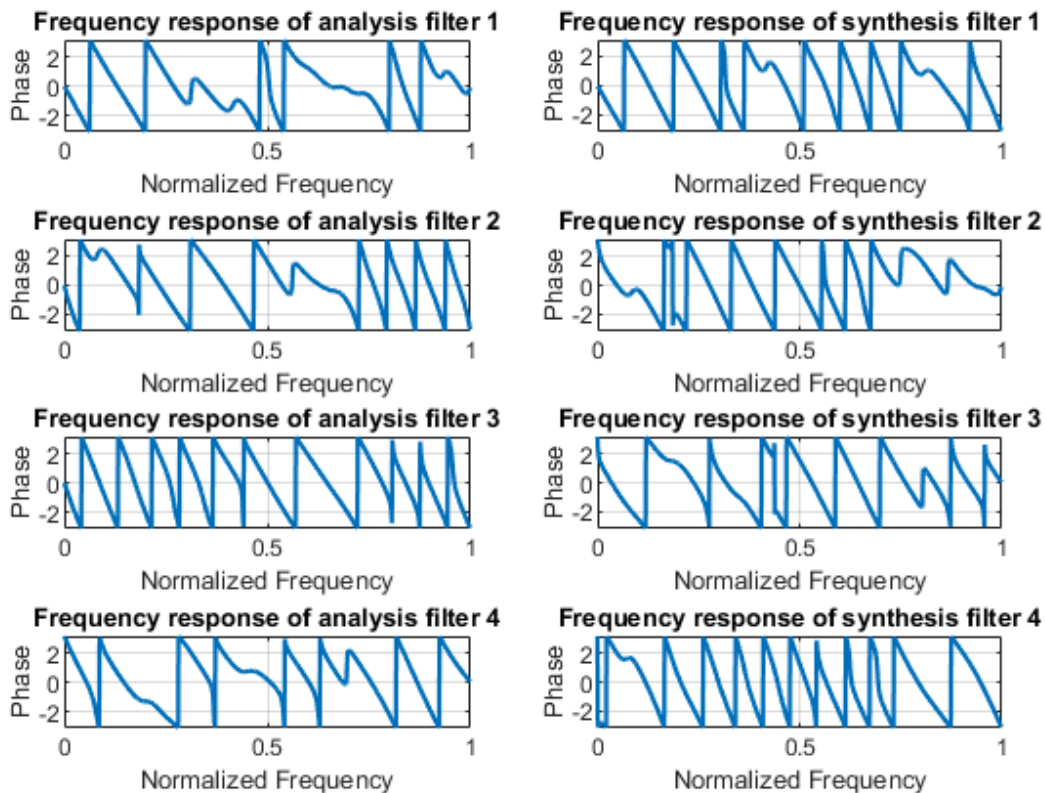 Frequency response of analysis filter 1
Phase
2
0
-2
0
0.5
1
Normalized Frequency
Frequency response of synthesis filter 1
Phase
2
0
-2
0
0.5
1
Normalized Frequency
Frequency response of analysis filter 2
Phase
2
0
-2
0
0.5
1
Normalized Frequency
Frequency response of synthesis filter 2
Phase
2
0
-2
0
0.5
1
Normalized Frequency
Frequency response of analysis filter 3
Phase
2
0
-2
0
0.5
1
Normalized Frequency
Frequency response of synthesis filter 3
Phase
2
0
-2
0
0.5
1
Normalized Frequency
Frequency response of analysis filter 4
Phase
2
0
-2
0
0.5
1
Normalized Frequency
Frequency response of synthesis filter 4
Phase
2
0
-2
0
0.5
1
Normalized Frequency